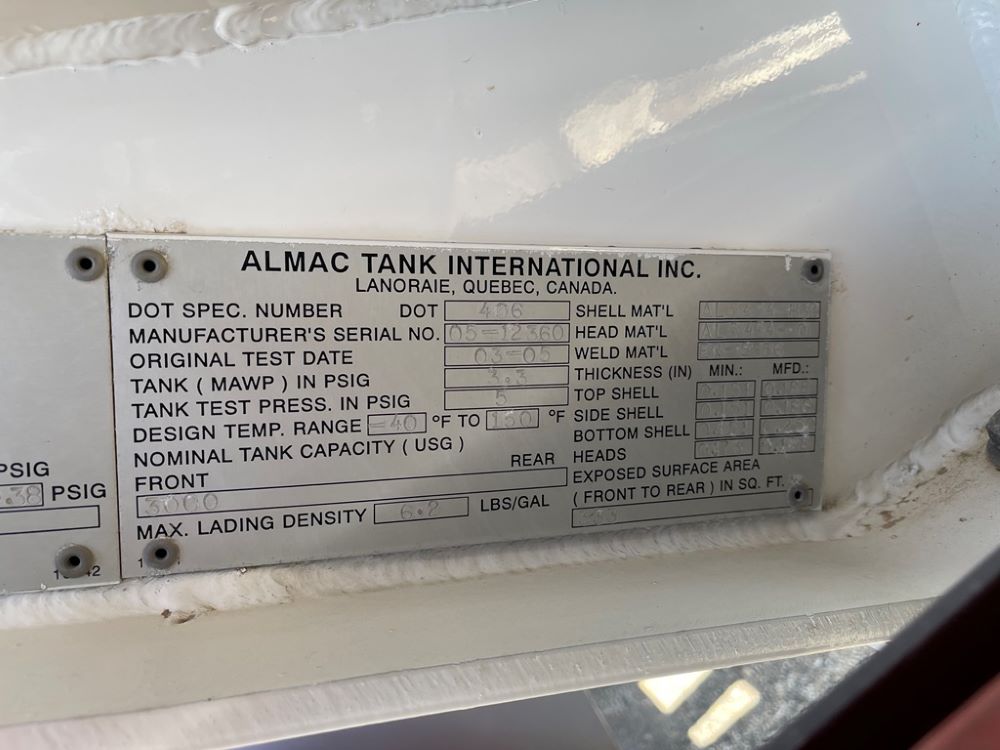 ALMAC TANK INTERNATIONAL INC.
LANORAIE, QUEBEC, CANADA.
DOT SPEC. NUMBER DOT 406
MANUFACTURER'S SERIAL NO. 05-12360
ORIGINAL TEST DATE 03-05
TANK ( MAWP ) IN PSIG 3.3
TANK TEST PRESS. IN PSIG 5
DESIGN TEMP. RANGE -40 °F TO 150 °F
NOMINAL TANK CAPACITY ( USG )
FRONT REAR
3000
MAX. LADING DENSITY 6.2 LBS/GAL
SHELL MAT'L
HEAD MAT'L
WELD MAT'L
THICKNESS (IN) MIN.: MFD.:
TOP SHELL
SIDE SHELL
BOTTOM SHELL
HEADS
EXPOSED SURFACE AREA
( FRONT TO REAR ) IN SQ. FT.
PSIG
.38 PSIG